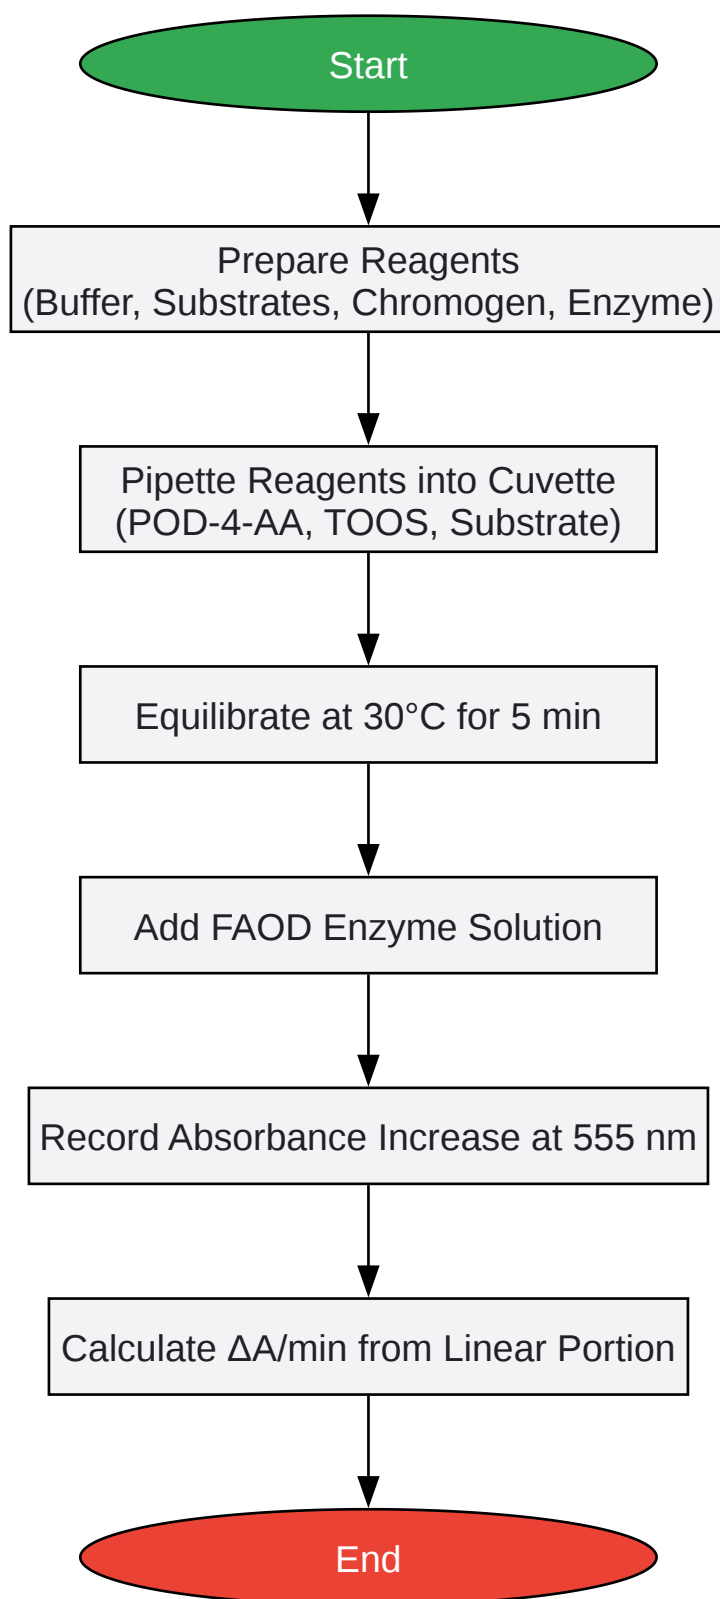 Start
Prepare Reagents
(Buffer, Substrates, Chromogen, Enzyme)
Pipette Reagents into Cuvette
(POD-4-AA, TOOS, Substrate)
Equilibrate at 30°C for 5 min
Add FAOD Enzyme Solution
Record Absorbance Increase at 555 nm
Calculate ΔA/min from Linear Portion
End